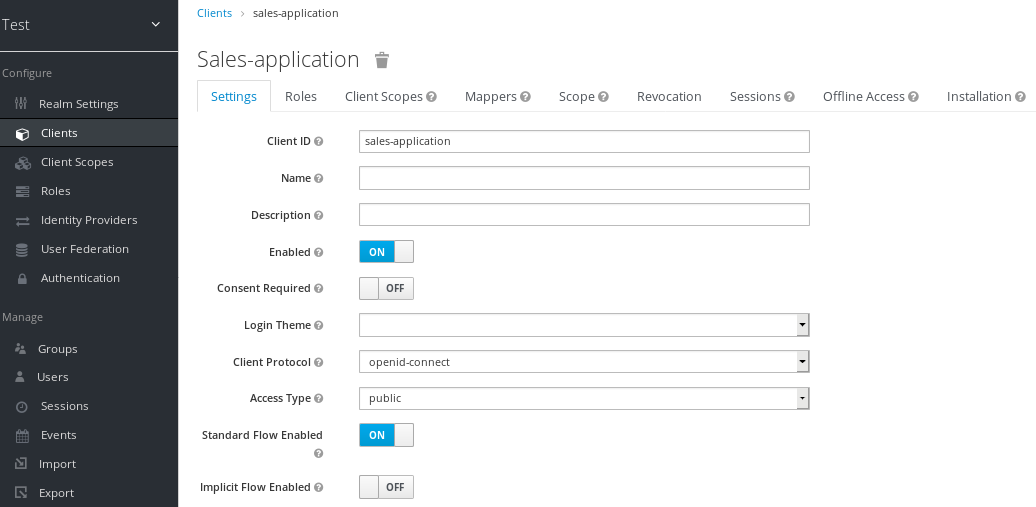 Test
Configure
Realm Settings
Clients
Client Scopes
Roles
Identity Providers
User Federation
Authentication
Manage
Groups
Users
Sessions
Events
Import
Export
Clients › sales-application
Sales-application
Settings Roles Client Scopes Mappers Scope Revocation Sessions Offline Access Installation
Client ID sales-application
Name
Description
Enabled ON
Consent Required OFF
Login Theme
Client Protocol openid-connect
Access Type public
Standard Flow Enabled ON
Implicit Flow Enabled OFF